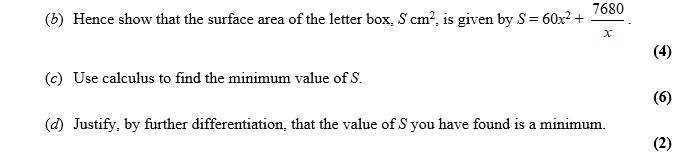 (b) Hence show that the surface area of the letter box, S cm², is given by S = 60x² + 7680/x.
(4)
(c) Use calculus to find the minimum value of S.
(6)
(d) Justify, by further differentiation, that the value of S you have found is a minimum.
(2)